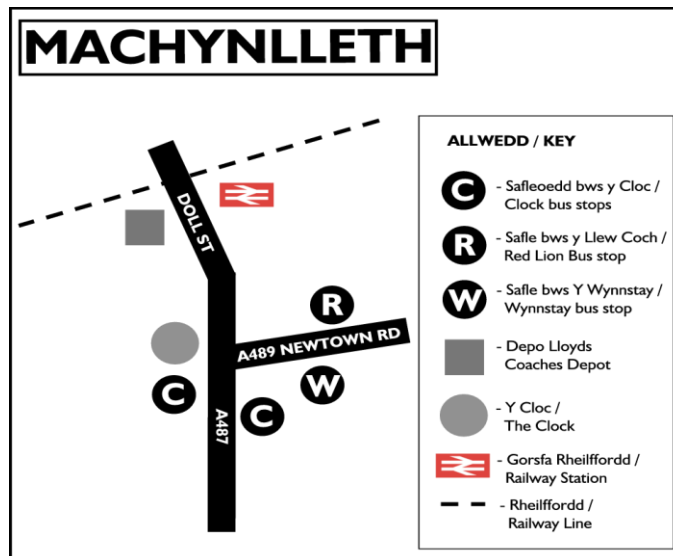 MACHYNLLETH
DOLL ST
R
A489 NEWTOWN RD
C
C
W
A487
ALLWEDD / KEY
C
- Safleoedd bws y Cloc /
Clock bus stops
R
- Safle bws y Llew Coch /
Red Lion Bus stop
W
- Safle bws Y Wynnstay /
Wynnstay bus stop
- Depo Lloyds
Coaches Depot
- Y Cloc /
The Clock
- Gorsfa Rheilffordd /
Railway Station
- Rheilffordd /
Railway Line